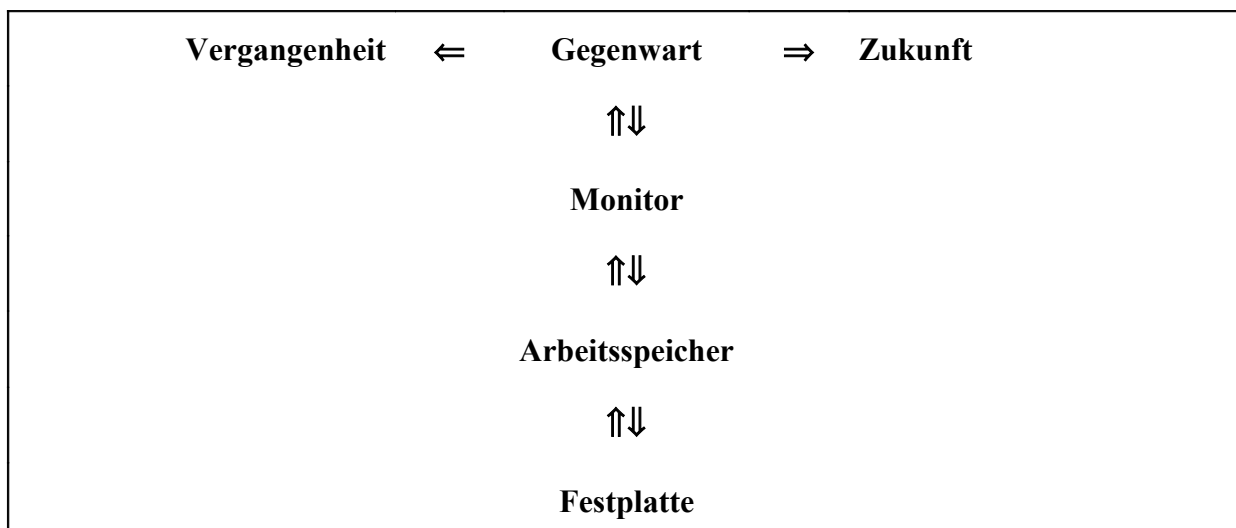 Vergangenheit ⇐ Gegenwart ⇒ Zukunft
⇑⇓
Monitor
⇑⇓
Arbeitsspeicher
⇑⇓
Festplatte